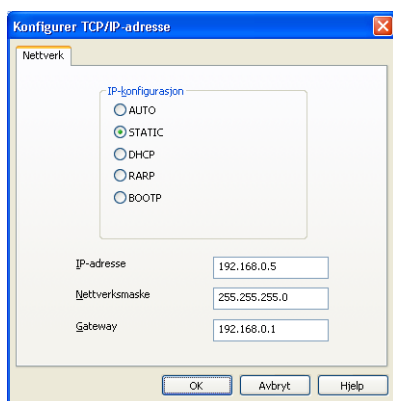 Konfigurer TCP/IP-adresse
Nettverk
IP-konfigurasjon
AUTO
STATIC
DHCP
RARP
BOOTP
IP-adresse 192.168.0.5
Nettverksmaske 255.255.255.0
Gateway 192.168.0.1
OK Avbryt Hjelp